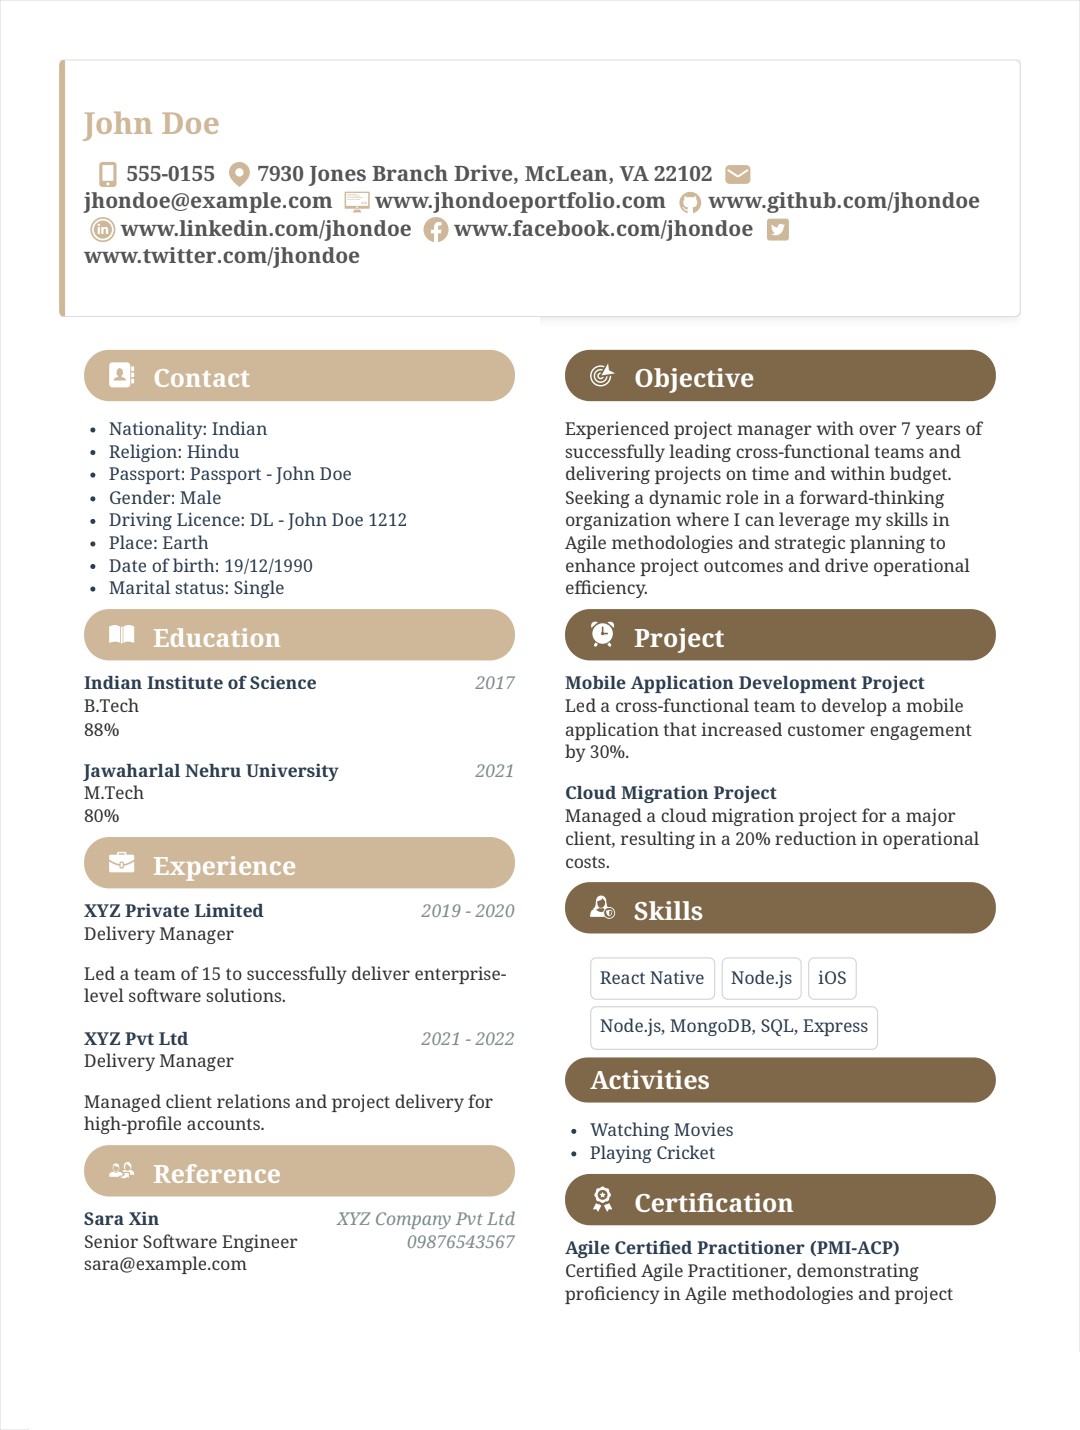 John Doe
555-0155 7930 Jones Branch Drive, McLean, VA 22102
jhondoe@example.com www.jhondoeportfolio.com www.github.com/jhondoe
www.linkedin.com/jhondoe www.facebook.com/jhondoe
www.twitter.com/jhondoe
Contact
• Nationality: Indian
• Religion: Hindu
• Passport: Passport - John Doe
• Gender: Male
• Driving Licence: DL - John Doe 1212
• Place: Earth
• Date of birth: 19/12/1990
• Marital status: Single
Education
Indian Institute of Science 2017
B.Tech
88%
Jawaharlal Nehru University 2021
M.Tech
80%
Experience
XYZ Private Limited 2019 - 2020
Delivery Manager
Led a team of 15 to successfully deliver enterprise-
level software solutions.
XYZ Pvt Ltd 2021 - 2022
Delivery Manager
Managed client relations and project delivery for
high-profile accounts.
Reference
Sara Xin XYZ Company Pvt Ltd
Senior Software Engineer 09876543567
sara@example.com
Objective
Experienced project manager with over 7 years of
successfully leading cross-functional teams and
delivering projects on time and within budget.
Seeking a dynamic role in a forward-thinking
organization where I can leverage my skills in
Agile methodologies and strategic planning to
enhance project outcomes and drive operational
efficiency.
Project
Mobile Application Development Project
Led a cross-functional team to develop a mobile
application that increased customer engagement
by 30%.
Cloud Migration Project
Managed a cloud migration project for a major
client, resulting in a 20% reduction in operational
costs.
Skills
React Native Node.js iOS
Node.js, MongoDB, SQL, Express
Activities
• Watching Movies
• Playing Cricket
Certification
Agile Certified Practitioner (PMI-ACP)
Certified Agile Practitioner, demonstrating
proficiency in Agile methodologies and project